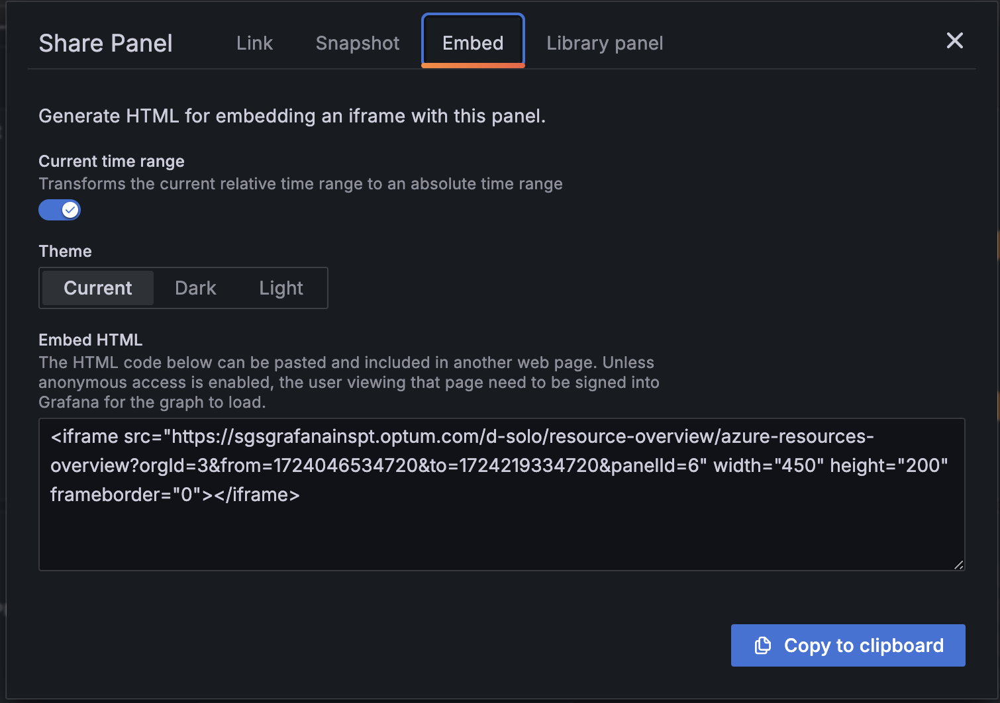 Share Panel Link Snapshot Embed Library panel
Generate HTML for embedding an iframe with this panel.
Current time range
Transforms the current relative time range to an absolute time range
Theme
Current Dark Light
Embed HTML
The HTML code below can be pasted and included in another web page. Unless
anonymous access is enabled, the user viewing that page need to be signed into
Grafana for the graph to load.
<iframe src="https://sgsgrafanainspt.optum.com/d-solo/resource-overview/azure-resources-
overview?orgId=3&from=1724046534720&to=1724219334720&panelId=6" width="450" height="200"
frameborder="0"></iframe>
Copy to clipboard